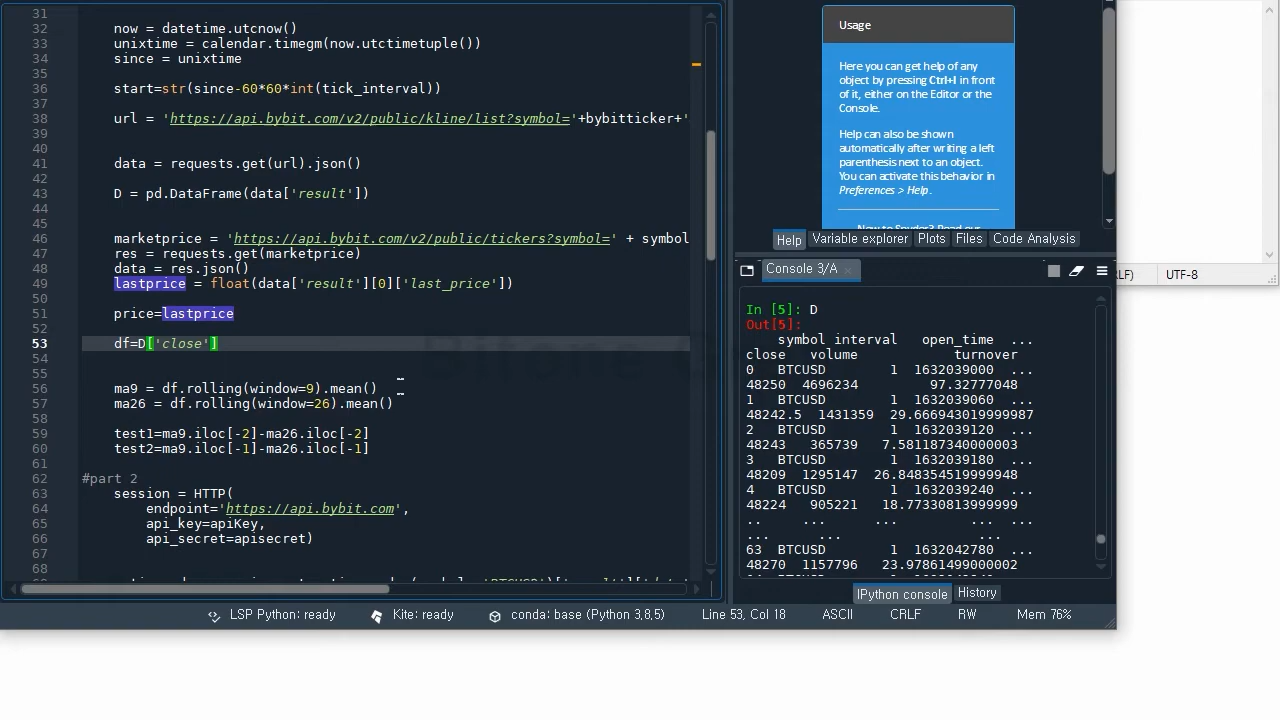 31
32 now = datetime.utcnow()
33 unixtime = calendar.timegm(now.utctimetuple())
34 since = unixtime
35
36 start=str(since-60*60*int(tick_interval))
37
38 url = 'https://api.bybit.com/v2/public/kline/list?symbol='+bybitticker+'
39
40
41 data = requests.get(url).json()
42
43 D = pd.DataFrame(data['result'])
44
45
46 marketprice = 'https://api.bybit.com/v2/public/tickers?symbol=' + symbol
47 res = requests.get(marketprice)
48 data = res.json()
49 lastprice = float(data['result'][0]['last_price'])
50
51 price=lastprice
52
53 df=D['close']
54
55
56 ma9 = df.rolling(window=9).mean()
57 ma26 = df.rolling(window=26).mean()
58
59 test1=ma9.iloc[-2]-ma26.iloc[-2]
60 test2=ma9.iloc[-1]-ma26.iloc[-1]
61
62 #part 2
63 session = HTTP(
64 endpoint='https://api.bybit.com',
65 api_key=apiKey,
66 api_secret=apisecret)
67
68
Usage
Here you can get help of any
object by pressing Ctrl+I in front
of it, either on the Editor or the
Console.
Help can also be shown
automatically after writing a left
parenthesis next to an object.
You can activate this behavior in
Preferences > Help.
New to Spyder? Read our
Help Variable explorer Plots Files Code Analysis
Console 3/A
In [5]: D
Out[5]:
symbol interval open_time ...
close volume turnover
0 BTCUSD 1 1632039000 ...
48250 4696234 97.32777048
1 BTCUSD 1 1632039060 ...
48242.5 1431359 29.666943019999987
2 BTCUSD 1 1632039120 ...
48243 365739 7.581187340000003
3 BTCUSD 1 1632039180 ...
48209 1295147 26.848354519999948
4 BTCUSD 1 1632039240 ...
48224 905221 18.77330813999999
.. ... ... ... ...
... ... ...
63 BTCUSD 1 1632042780 ...
48270 1157796 23.97861499000002
IPython console History
LF) UTF-8
LSP Python: ready Kite: ready conda: base (Python 3.8.5) Line 53, Col 18 ASCII CRLF RW Mem 76%